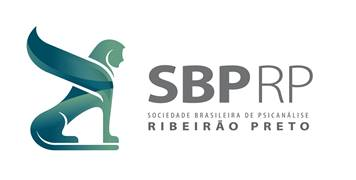 SBPRP
SOCIEDADE BRASILEIRA DE PSICANÁLISE
RIBEIRÃO PRETO